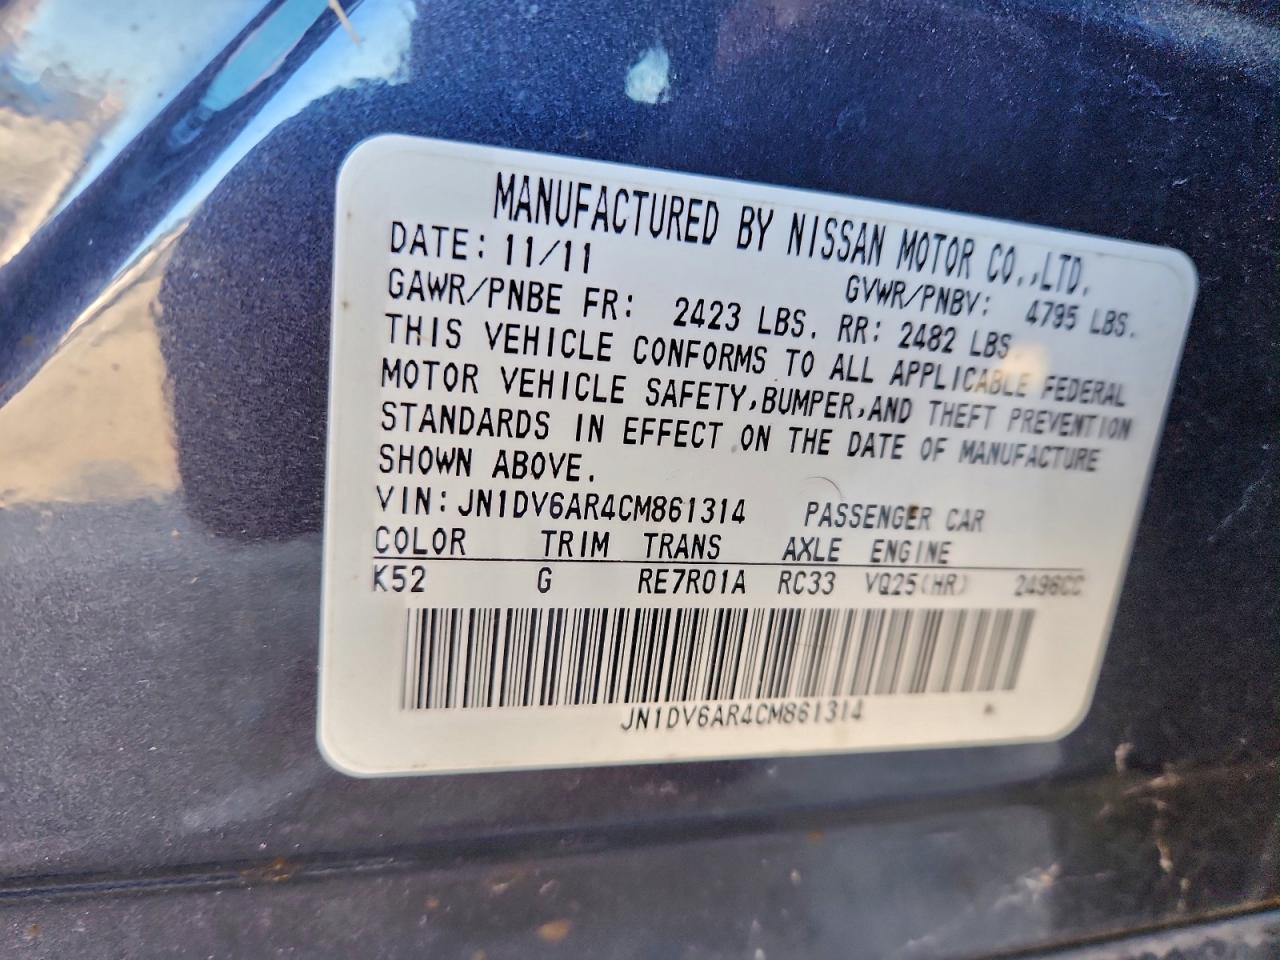 MANUFACTURED BY NISSAN MOTOR CO.,LTD.
DATE: 11/11 GVWR/PNBV: 4795 LBS.
GAWR/PNBE FR: 2423 LBS. RR: 2482 LBS
THIS VEHICLE CONFORMS TO ALL APPLICABLE FEDERAL
MOTOR VEHICLE SAFETY,BUMPER,AND THEFT PREVENTION
STANDARDS IN EFFECT ON THE DATE OF MANUFACTURE
SHOWN ABOVE.
VIN: JN1DV6AR4CM861314 PASSENGER CAR
COLOR TRIM TRANS AXLE ENGINE
K52 G RE7R01A RC33 VQ25(HR) 2496CC
JN1DV6AR4CM861314